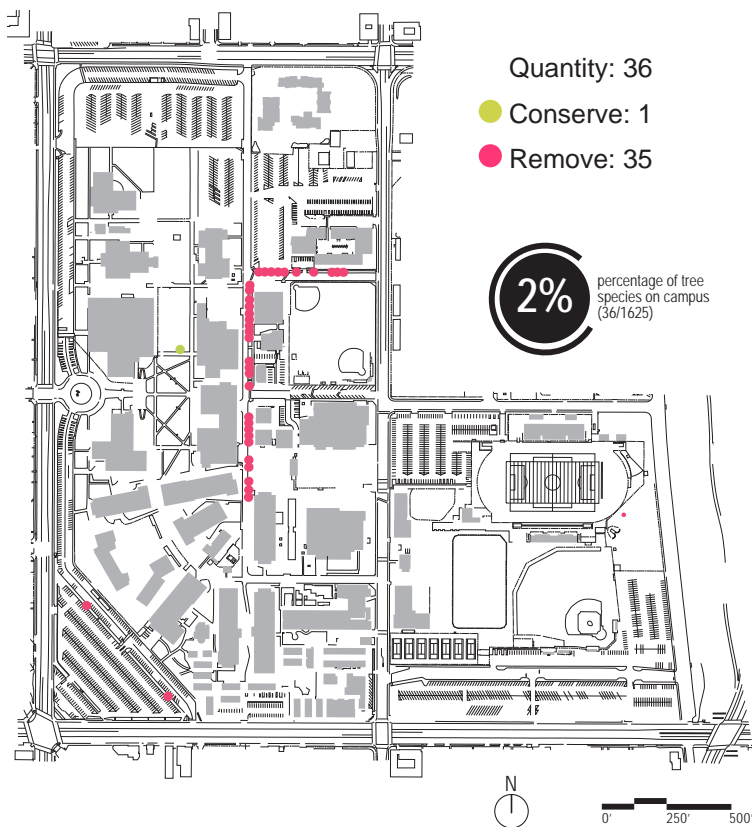 Quantity: 36
Conserve: 1
Remove: 35
2%
percentage of tree
species on campus
(36/1625)
N
0' 250' 500'